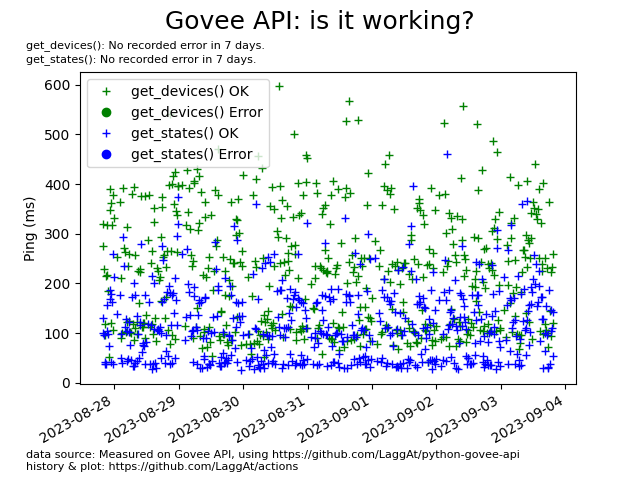 Govee API: is it working?
get_devices(): No recorded error in 7 days.
get_states(): No recorded error in 7 days.
600
500
400
300
200
100
0
Ping (ms)
get_devices() OK
get_devices() Error
get_states() OK
get_states() Error
2023-08-28
2023-08-29
2023-08-30
2023-08-31
2023-09-01
2023-09-02
2023-09-03
2023-09-04
data source: Measured on Govee API, using https://github.com/LaggAt/python-govee-api
history & plot: https://github.com/LaggAt/actions